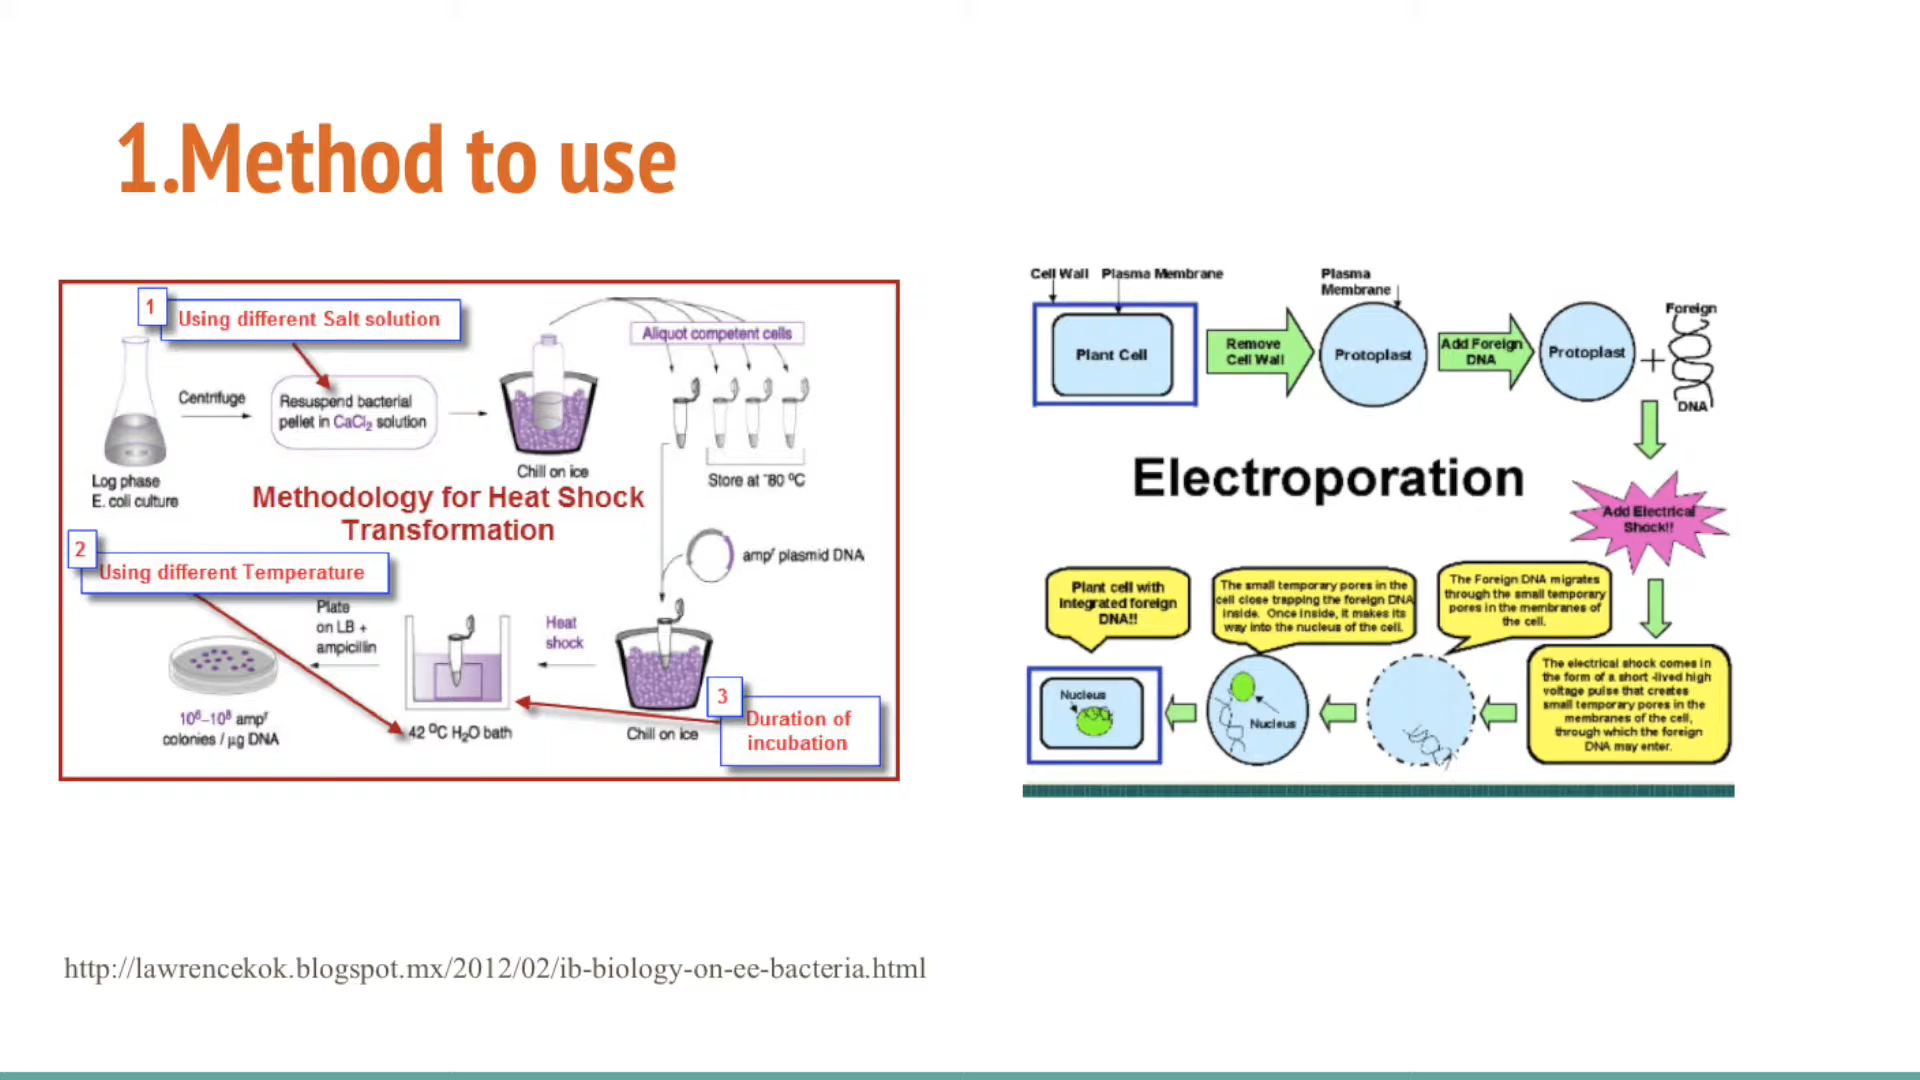 1.Method to use
1
Using different Salt solution
Centrifuge
Resuspend bacterial
pellet in CaCl₂ solution
Log phase
E. coli culture
Chill on ice
Aliquot competent cells
Store at ⁻80 ⁰C
Methodology for Heat Shock
Transformation
ampʳ plasmid DNA
2
Using different Temperature
Plate
on LB +
ampicillin
Heat
shock
10⁶–10⁸ ampʳ
colonies / µg DNA
42 ⁰C H₂O bath
Chill on ice
3
Duration of
incubation
Cell Wall
Plasma Membrane
Plant Cell
Remove
Cell Wall
Plasma
Membrane
Protoplast
Add Foreign
DNA
Protoplast
+
Foreign
DNA
Electroporation
Add Electrical
Shock!!
The electrical shock comes in
the form of a short -lived high
voltage pulse that creates
small temporary pores in the
membranes of the cell,
through which the foreign
DNA may enter.
The Foreign DNA migrates
through the small temporary
pores in the membranes of
the cell.
The small temporary pores in the
cell close trapping the foreign DNA
inside. Once inside, it makes its
way into the nucleus of the cell.
Nucleus
Plant cell with
integrated foreign
DNA!!
Nucleus
http://lawrencekok.blogspot.mx/2012/02/ib-biology-on-ee-bacteria.html